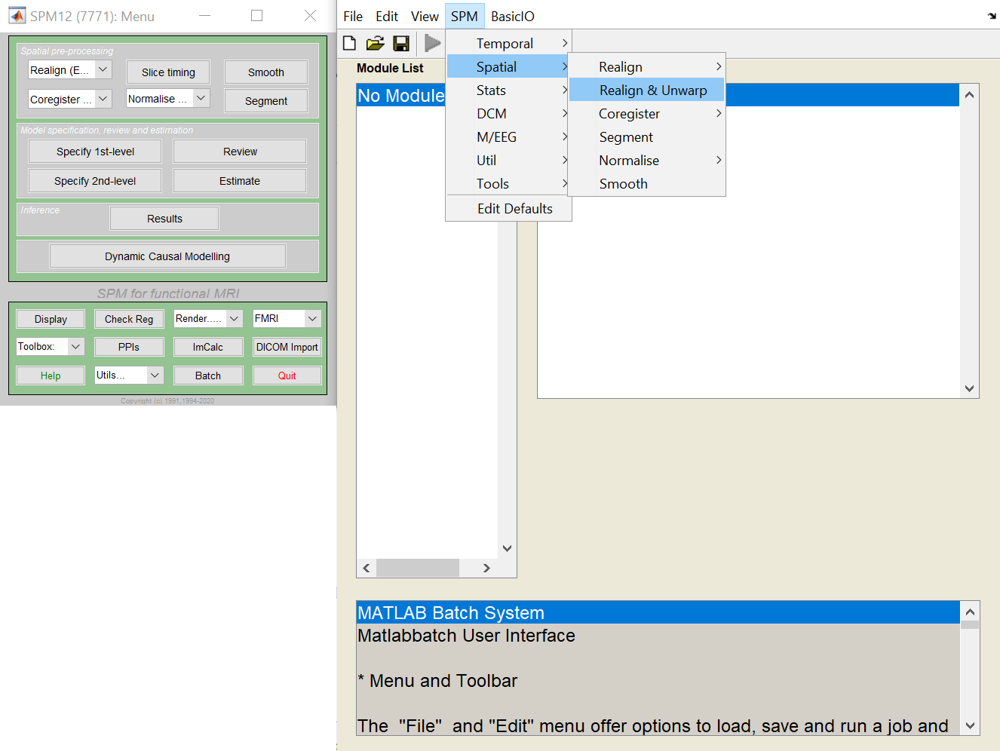 SPM12 (7771): Menu
Spatial pre-processing
Realign (E...
Slice timing
Smooth
Coregister ...
Normalise ...
Segment
Model specification, review and estimation
Specify 1st-level
Review
Specify 2nd-level
Estimate
Inference
Results
Dynamic Causal Modelling
SPM for functional MRI
Display
Check Reg
Render.....
FMRI
Toolbox:
PPIs
ImCalc
DICOM Import
Help
Utils...
Batch
Quit
Copyright (c) 1991,1994-2020
File Edit View SPM BasicIO
Module List
No Module
Temporal
Spatial
Stats
DCM
M/EEG
Util
Tools
Edit Defaults
Realign
Realign & Unwarp
Coregister
Segment
Normalise
Smooth
MATLAB Batch System
Matlabbatch User Interface
* Menu and Toolbar
The "File" and "Edit" menu offer options to load, save and run a job and